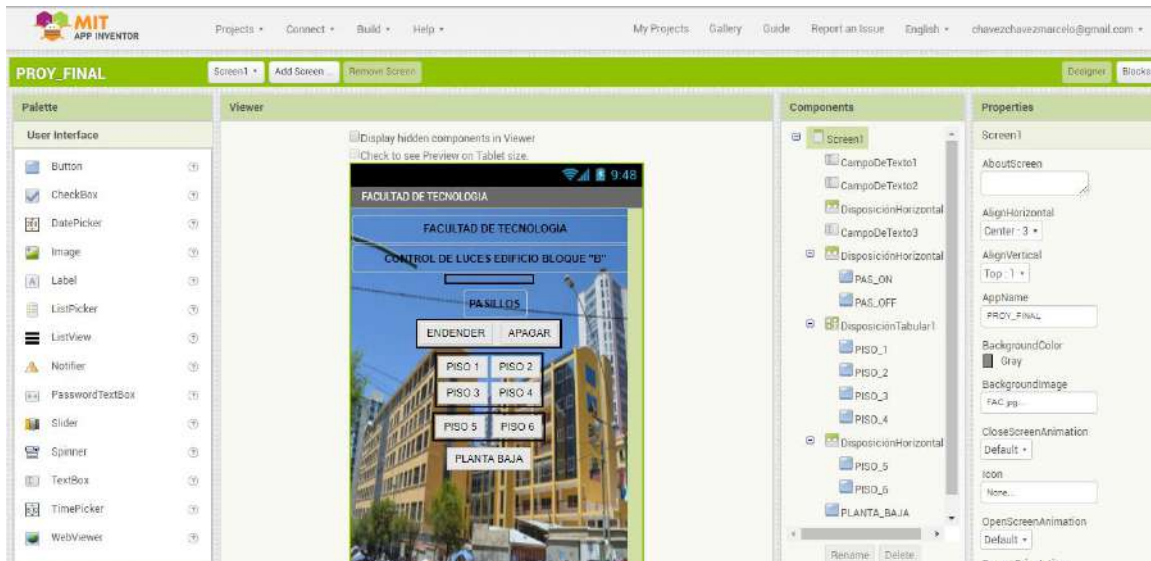 MIT
APP INVENTOR
Projects
Connect
Build
Help
My Projects
Gallery
Guide
Report an Issue
English
chavezchavezmarcelo@gmail.com
PROY_FINAL
Screen1
Add Screen ...
Remove Screen
Designer
Blocks
Palette
User Interface
Button
CheckBox
DatePicker
Image
Label
ListPicker
ListView
Notifier
PasswordTextBox
Slider
Spinner
TextBox
TimePicker
WebViewer
Viewer
Display hidden components in Viewer
Check to see Preview on Tablet size.
9:48
FACULTAD DE TECNOLOGIA
FACULTAD DE TECNOLOGIA
CONTROL DE LUCES EDIFICIO BLOQUE "B"
PASILLOS
ENDENDER APAGAR
PISO 1 PISO 2
PISO 3 PISO 4
PISO 5 PISO 6
PLANTA BAJA
Components
Screen1
CampoDeTexto1
CampoDeTexto2
DisposiciónHorizontal
CampoDeTexto3
DisposiciónHorizontal
PAS_ON
PAS_OFF
DisposiciónTabular1
PISO_1
PISO_2
PISO_3
PISO_4
DisposiciónHorizontal
PISO_5
PISO_6
PLANTA_BAJA
Rename Delete
Properties
Screen1
AboutScreen
AlignHorizontal
Center : 3
AlignVertical
Top : 1
AppName
PROY_FINAL
BackgroundColor
Gray
BackgroundImage
FAC.jpg...
CloseScreenAnimation
Default
Icon
None...
OpenScreenAnimation
Default